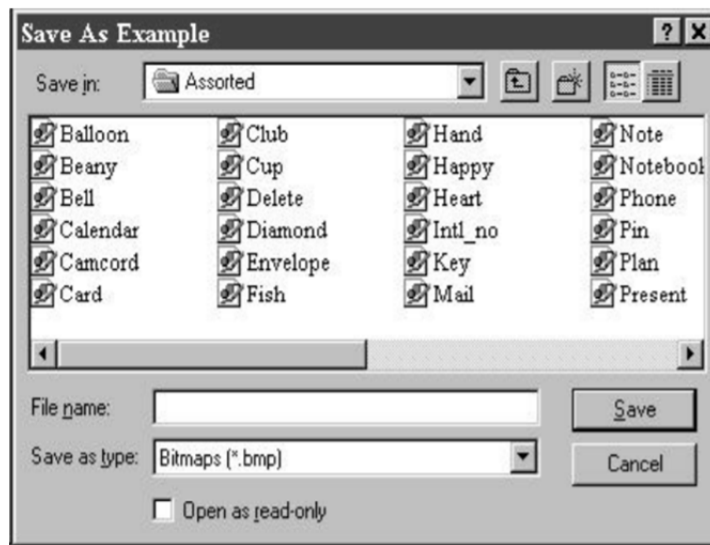 Save As Example
Save in: Assorted
Balloon Club Hand Note
Beany Cup Happy Notebook
Bell Delete Heart Phone
Calendar Diamond Intl_no Pin
Camcord Envelope Key Plan
Card Fish Mail Present
File name: Save
Save as type: Bitmaps (*.bmp) Cancel
Open as read-only